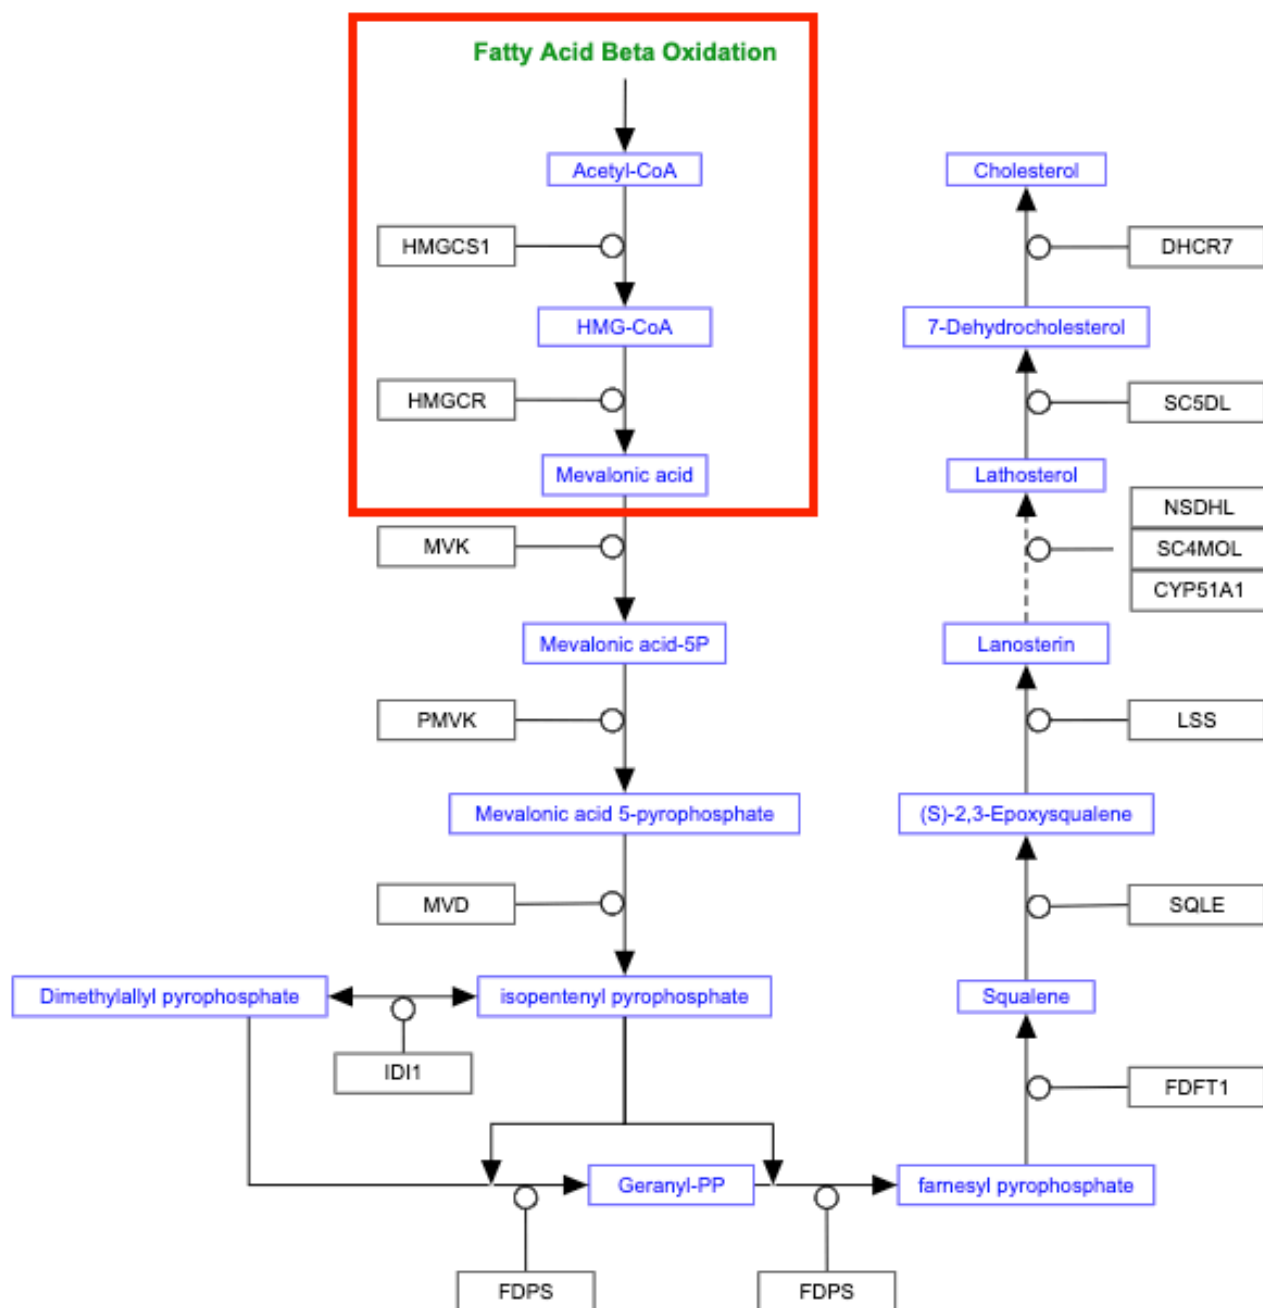 Fatty Acid Beta Oxidation
Acetyl-CoA
HMGCS1
HMG-CoA
HMGCR
Mevalonic acid
MVK
Mevalonic acid-5P
PMVK
Mevalonic acid 5-pyrophosphate
MVD
Dimethylallyl pyrophosphate
isopentenyl pyrophosphate
IDI1
Geranyl-PP
FDPS
FDPS
farnesyl pyrophosphate
FDFT1
Squalene
SQLE
(S)-2,3-Epoxysqualene
LSS
Lanosterin
NSDHL
SC4MOL
CYP51A1
Lathosterol
SC5DL
7-Dehydrocholesterol
DHCR7
Cholesterol